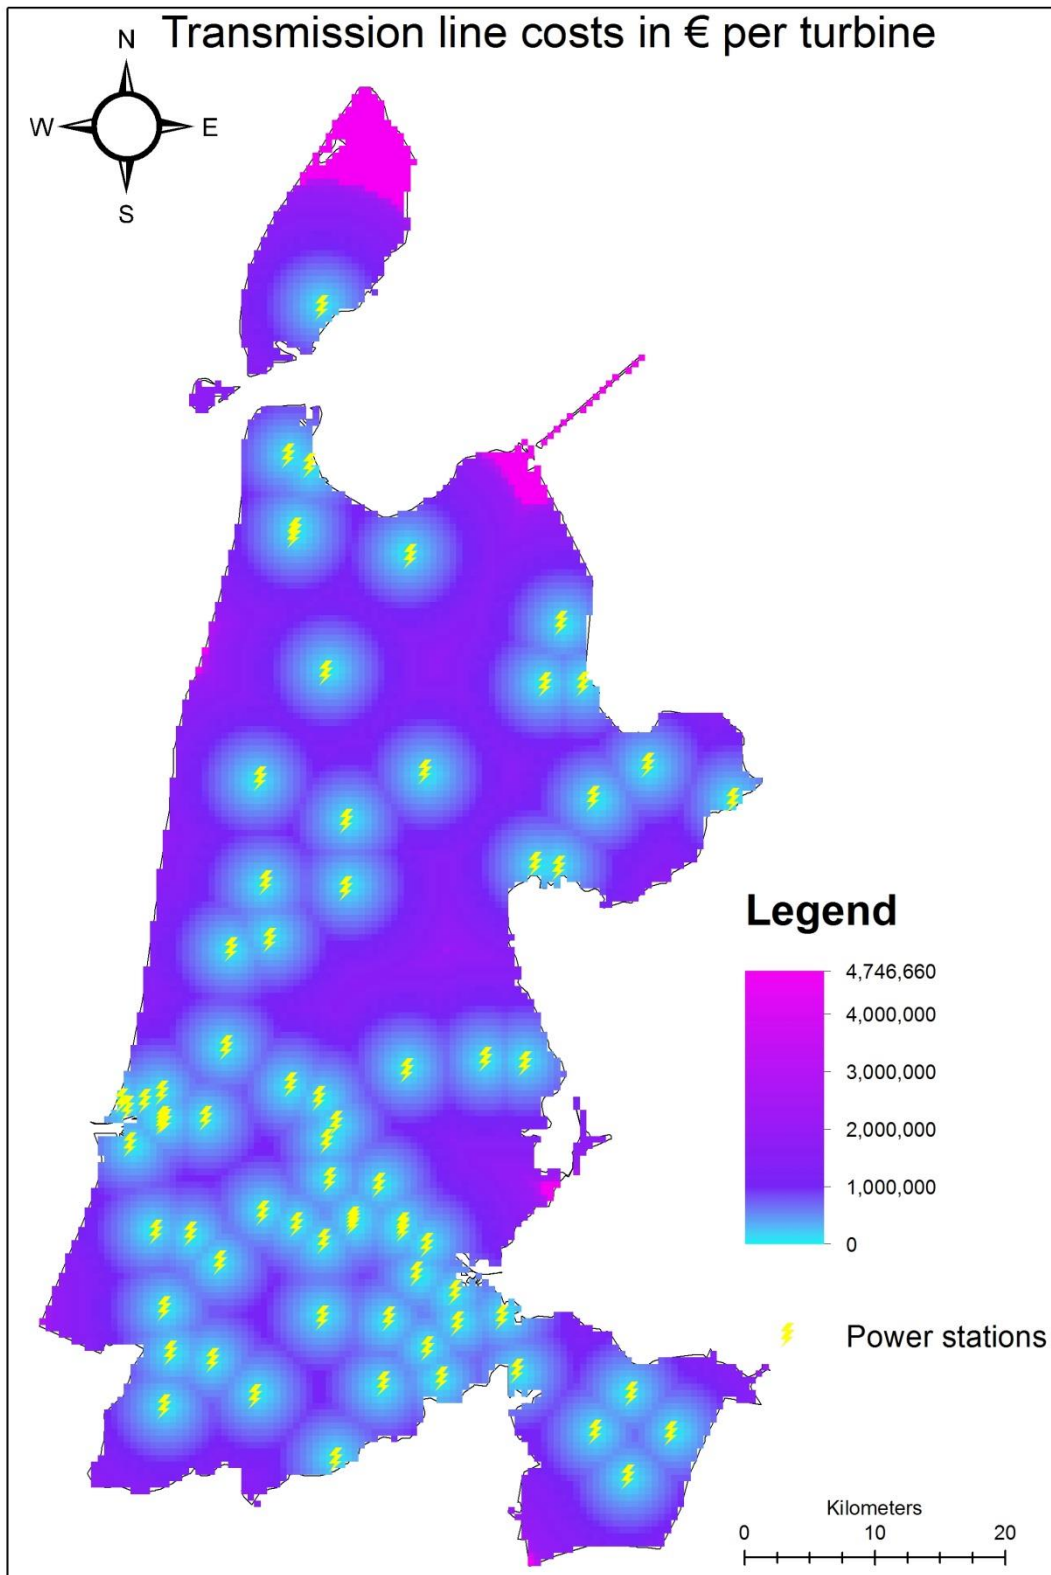 Transmission line costs in € per turbine
N
W E
S
Legend
4,746,660
4,000,000
3,000,000
2,000,000
1,000,000
0
Power stations
Kilometers
0 10 20